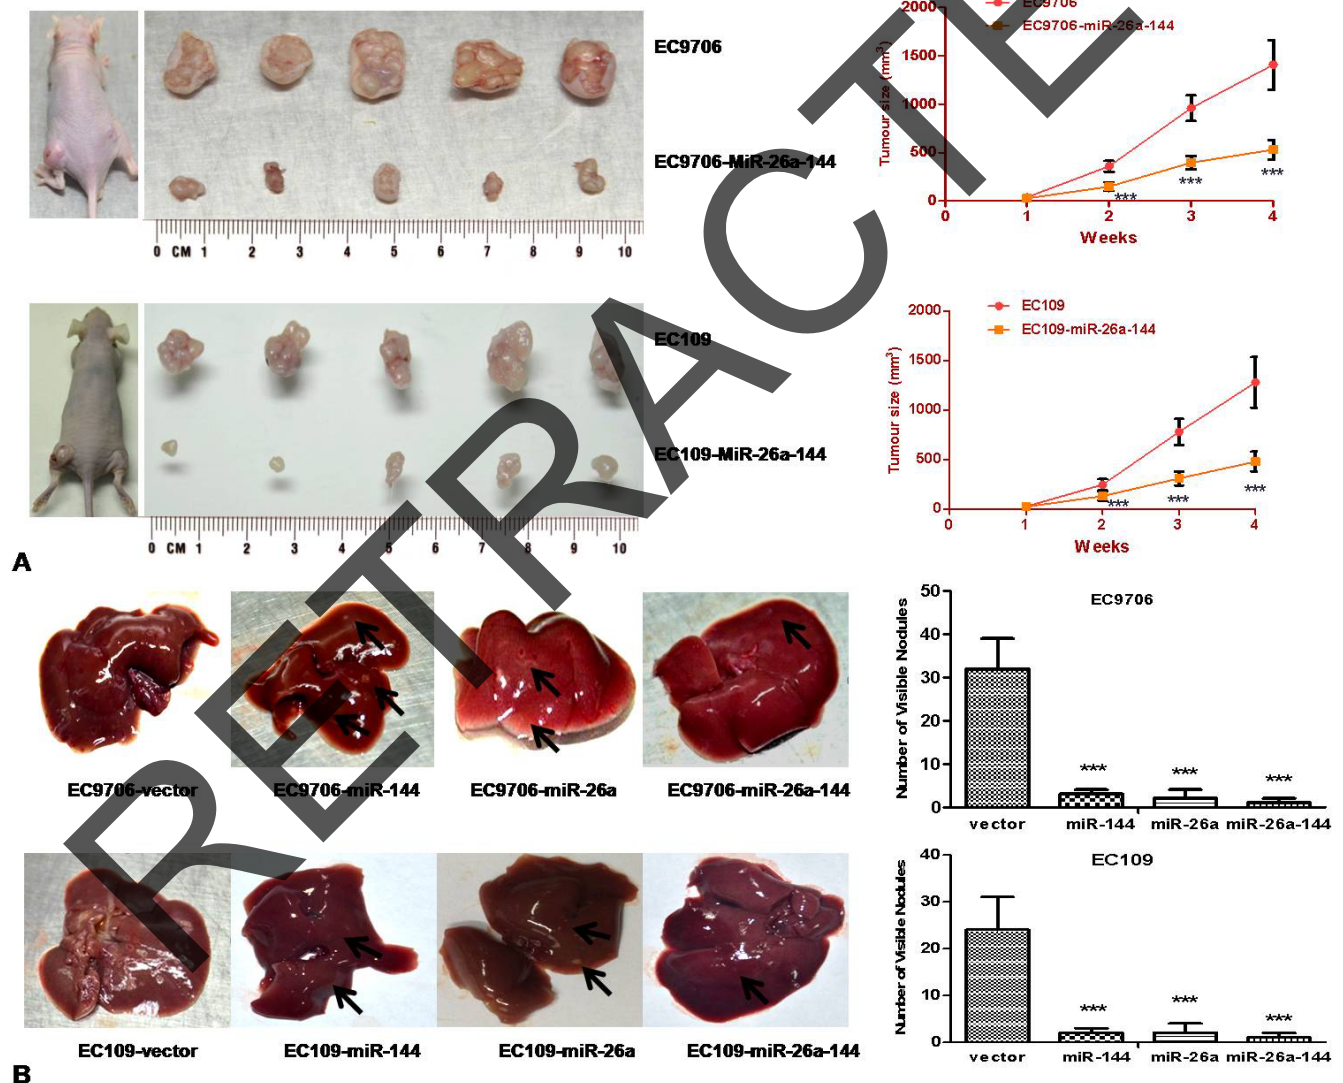 EC9706
EC9706-MiR-26a-144
0 CM 1 2 3 4 5 6 7 8 9 10
2000
1500
1000
500
0
Tumour size (mm³)
EC9706
EC9706-miR-26a-144
***
***
***
0 1 2 3 4
Weeks
EC109
EC109-MiR-26a-144
0 CM 1 2 3 4 5 6 7 8 9 10
2000
1500
1000
500
0
Tumour size (mm³)
EC109
EC109-miR-26a-144
***
***
***
0 1 2 3 4
Weeks
A
EC9706-vector
EC9706-miR-144
EC9706-miR-26a
EC9706-miR-26a-144
EC9706
Number of Visible Nodules
50
40
30
20
10
0
***
***
***
vector miR-144 miR-26a miR-26a-144
EC109-vector
EC109-miR-144
EC109-miR-26a
EC109-miR-26a-144
EC109
Number of Visible Nodules
40
30
20
10
0
***
***
***
vector miR-144 miR-26a miR-26a-144
B
RETRACTE